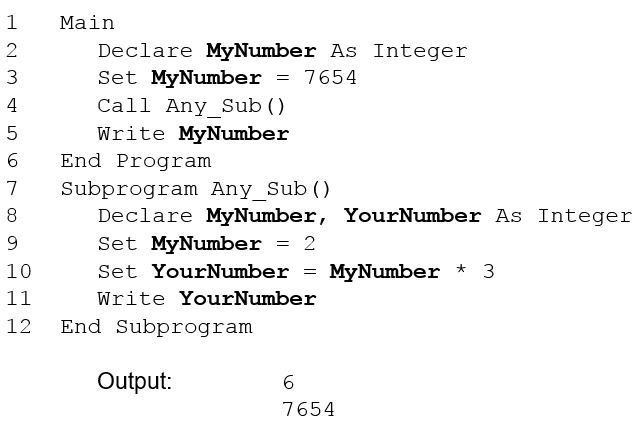 1 Main
2 Declare MyNumber As Integer
3 Set MyNumber = 7654
4 Call Any_Sub()
5 Write MyNumber
6 End Program
7 Subprogram Any_Sub()
8 Declare MyNumber, YourNumber As Integer
9 Set MyNumber = 2
10 Set YourNumber = MyNumber * 3
11 Write YourNumber
12 End Subprogram
Output: 6
7654